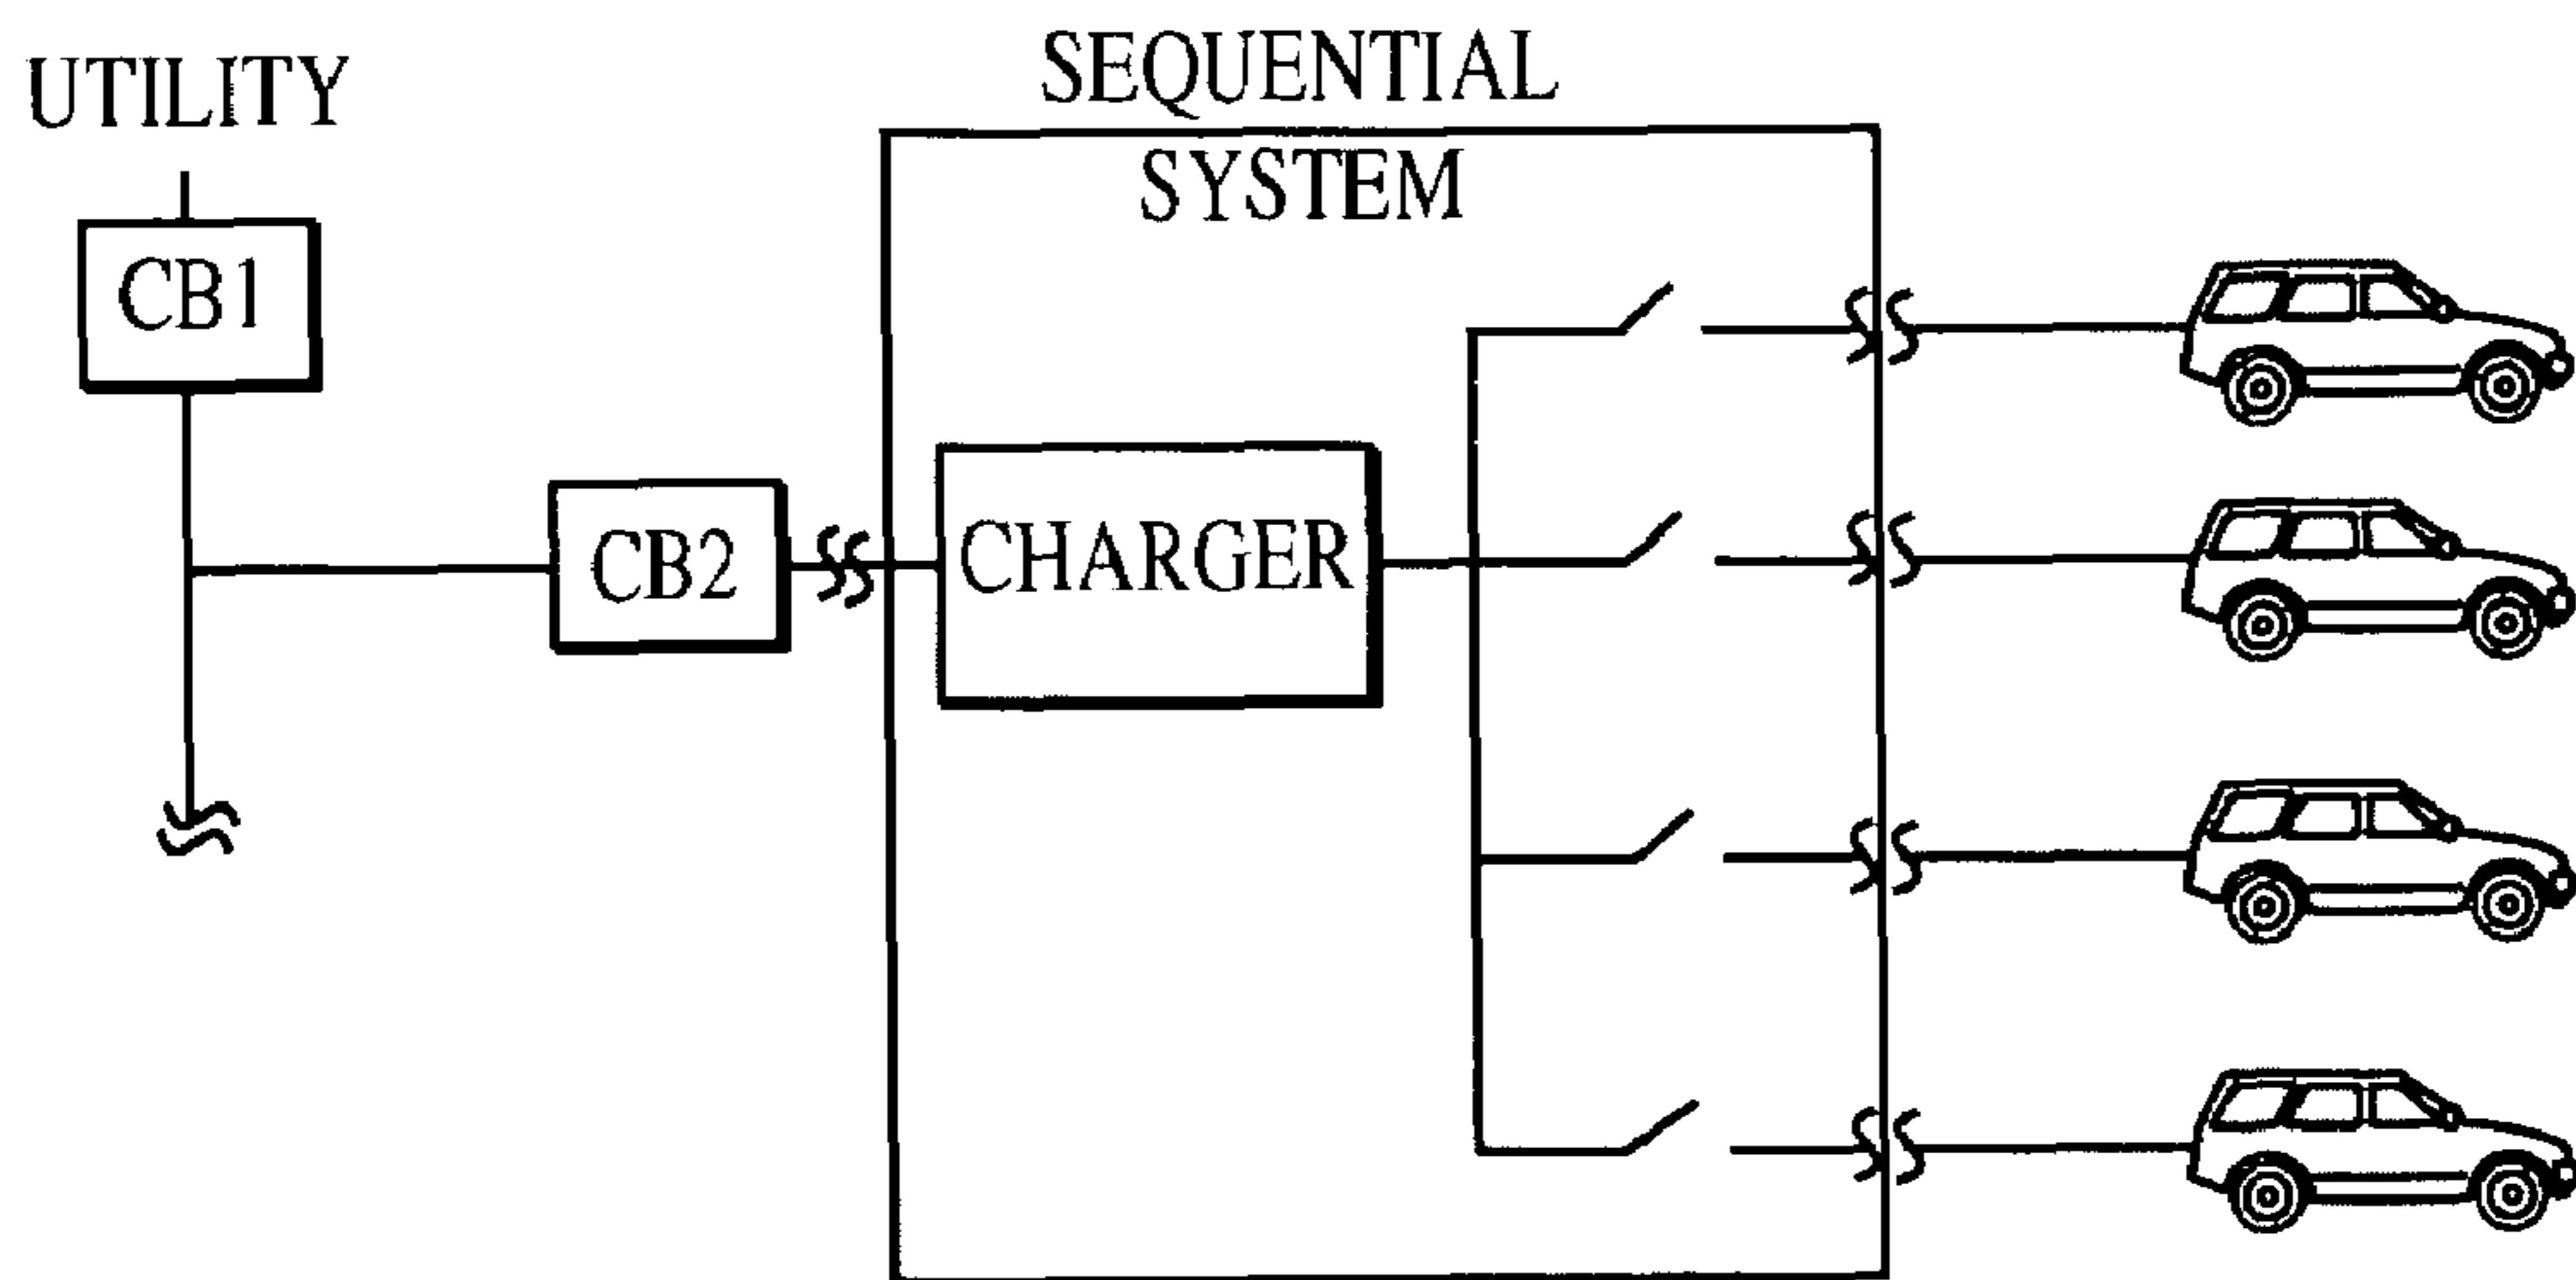 UTILITY
SEQUENTIAL
SYSTEM
CB1
CB2
CHARGER